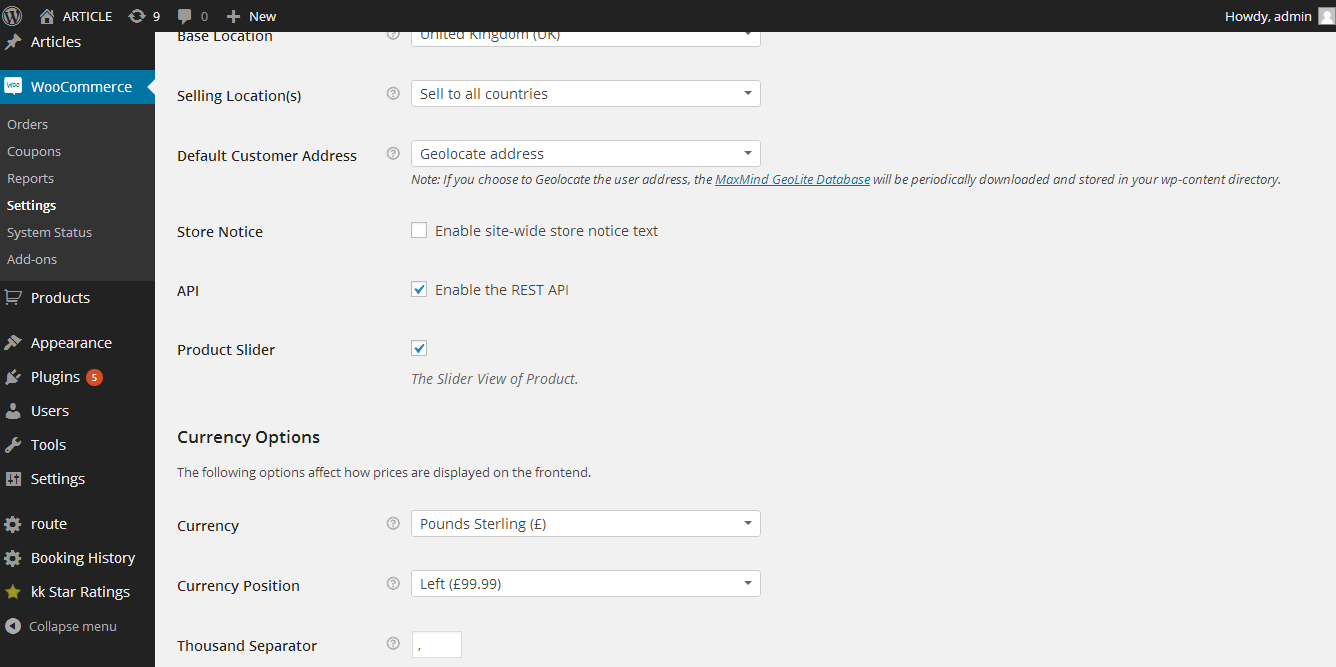 ARTICLE 9 0 New Howdy, admin
Articles
WooCommerce
Orders
Coupons
Reports
Settings
System Status
Add-ons
Products
Appearance
Plugins 5
Users
Tools
Settings
route
Booking History
kk Star Ratings
Collapse menu
Base Location United Kingdom (UK)
Selling Location(s) Sell to all countries
Default Customer Address Geolocate address
Note: If you choose to Geolocate the user address, the MaxMind GeoLite Database will be periodically downloaded and stored in your wp-content directory.
Store Notice Enable site-wide store notice text
API Enable the REST API
Product Slider
The Slider View of Product.
Currency Options
The following options affect how prices are displayed on the frontend.
Currency Pounds Sterling (£)
Currency Position Left (£99.99)
Thousand Separator ,